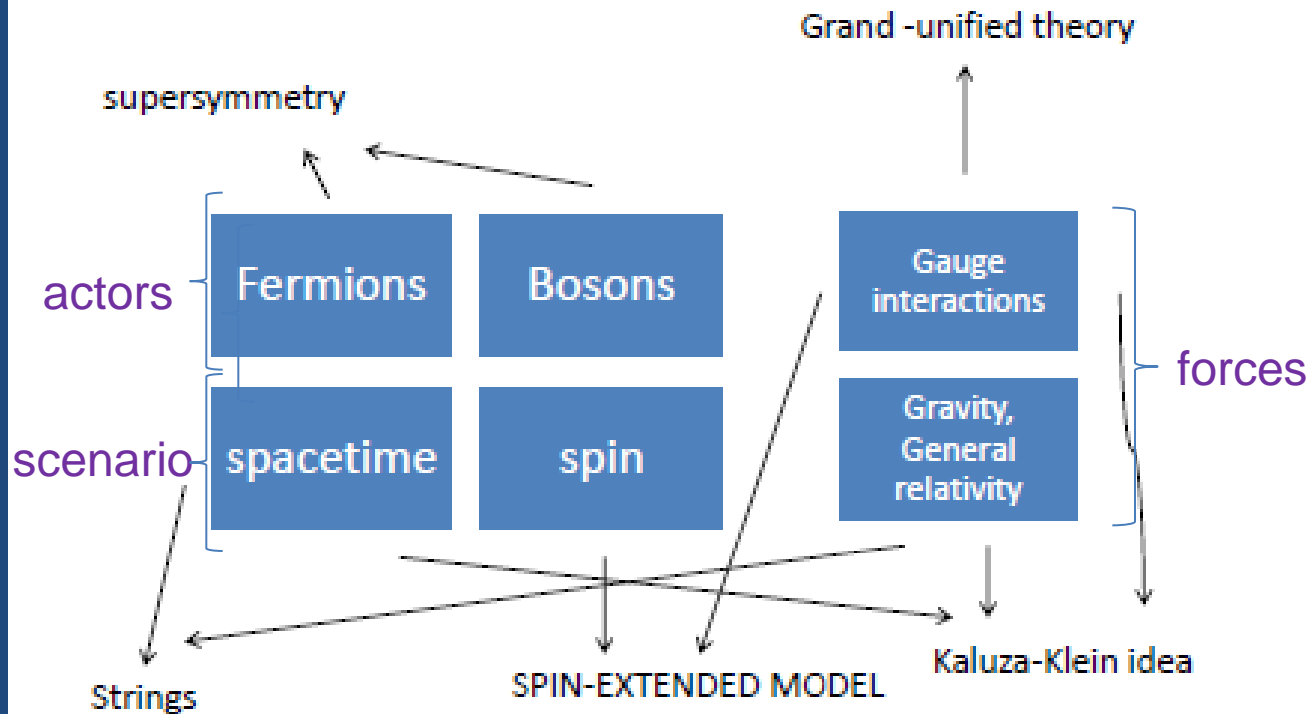 Grand -unified theory
supersymmetry
actors
Fermions
Bosons
Gauge
interactions
forces
scenario
spacetime
spin
Gravity,
General
relativity
Strings
SPIN-EXTENDED MODEL
Kaluza-Klein idea